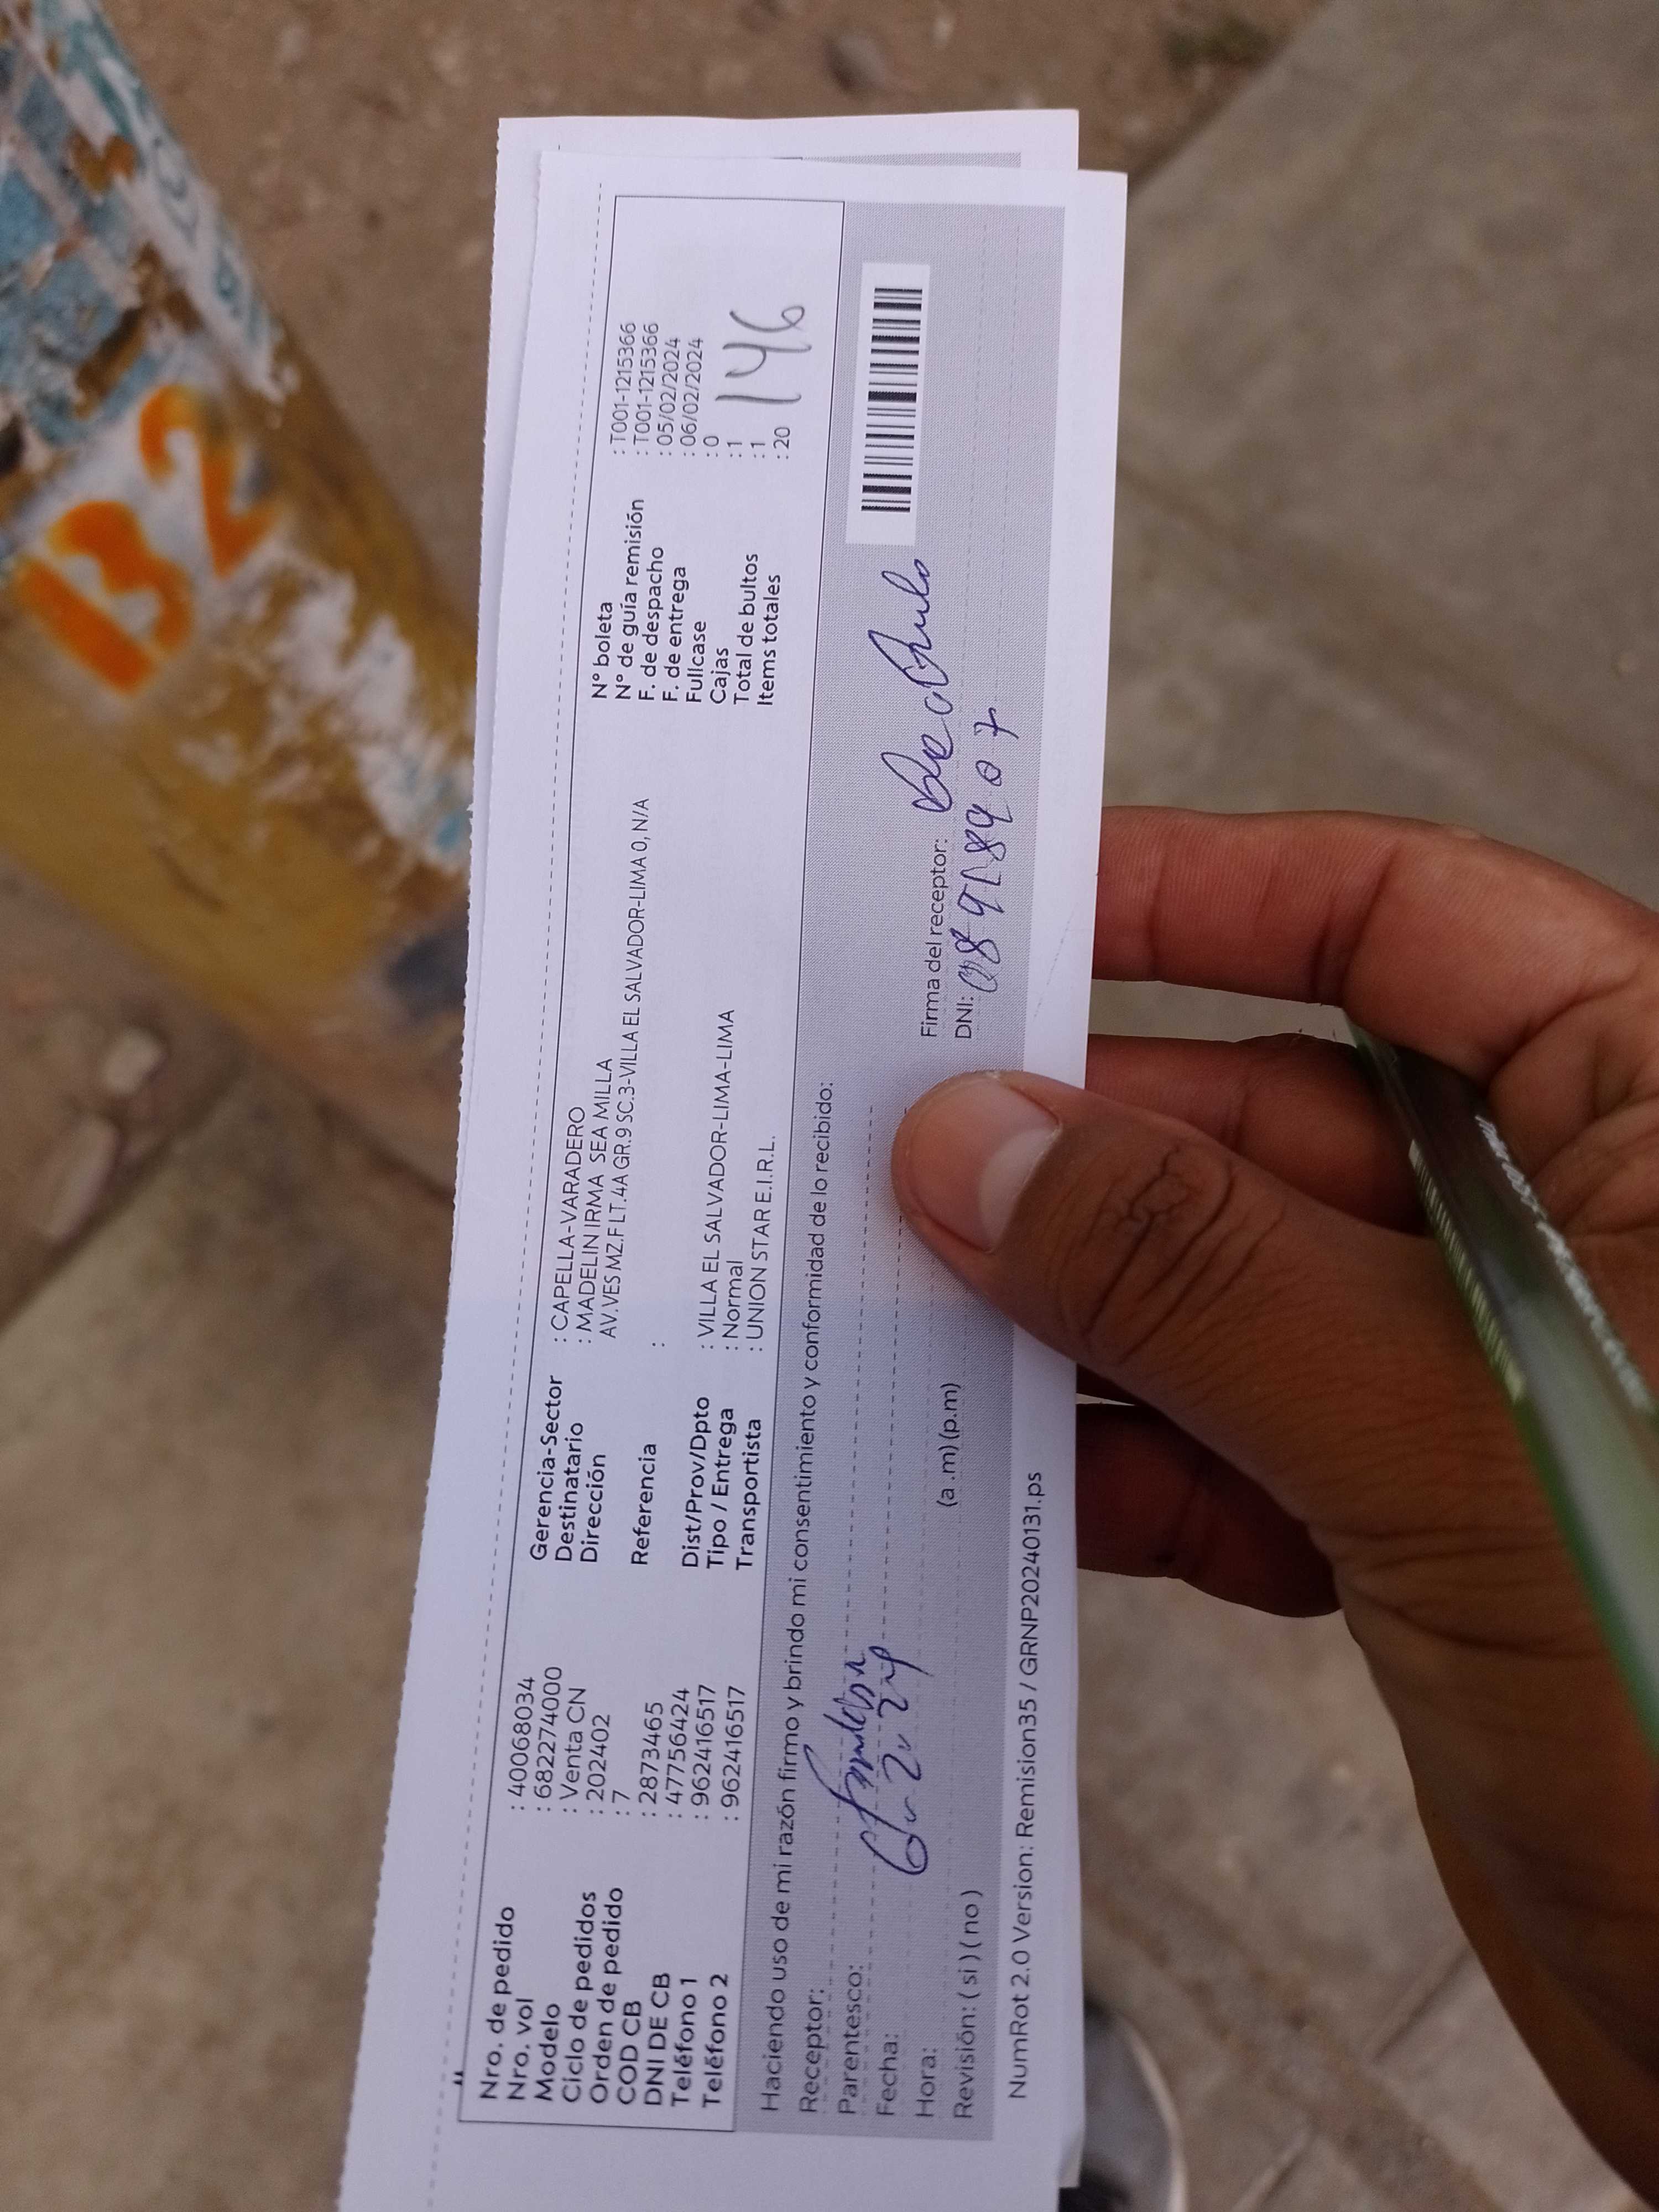 Nro. de pedido : 40068034
Nro. vol : 682274000
Modelo : Venta CN
Ciclo de pedidos : 202402
Orden de pedido : 7
COD CB : 2873465
DNI DE CB : 47756424
Teléfono 1 : 962416517
Teléfono 2 : 962416517
Gerencia-Sector : CAPELLA-VARADERO
Destinatario : MADELIN IRMA SEA MILLA
Dirección AV.VES MZ.F LT.4A GR.9 SC.3-VILLA EL SALVADOR-LIMA 0, N/A
Referencia :
Dist/Prov/Dpto : VILLA EL SALVADOR-LIMA-LIMA
Tipo / Entrega : Normal
Transportista : UNION STAR E.I.R.L.
N° boleta : T001-1215366
N° de guía remisión : T001-1215366
F. de despacho : 05/02/2024
F. de entrega : 06/02/2024
Fullcase : 0
Cajas : 1
Total de bultos : 1
Items totales : 20
146
Haciendo uso de mi razón firmo y brindo mi consentimiento y conformidad de lo recibido:
Receptor:
Parentesco:
Fecha:
Hora: (a .m) (p.m)
Revisión: ( si ) ( no )
Firma del receptor:
DNI:
NumRot 2.0 Version: Remision35 / GRNP20240131.ps
B2